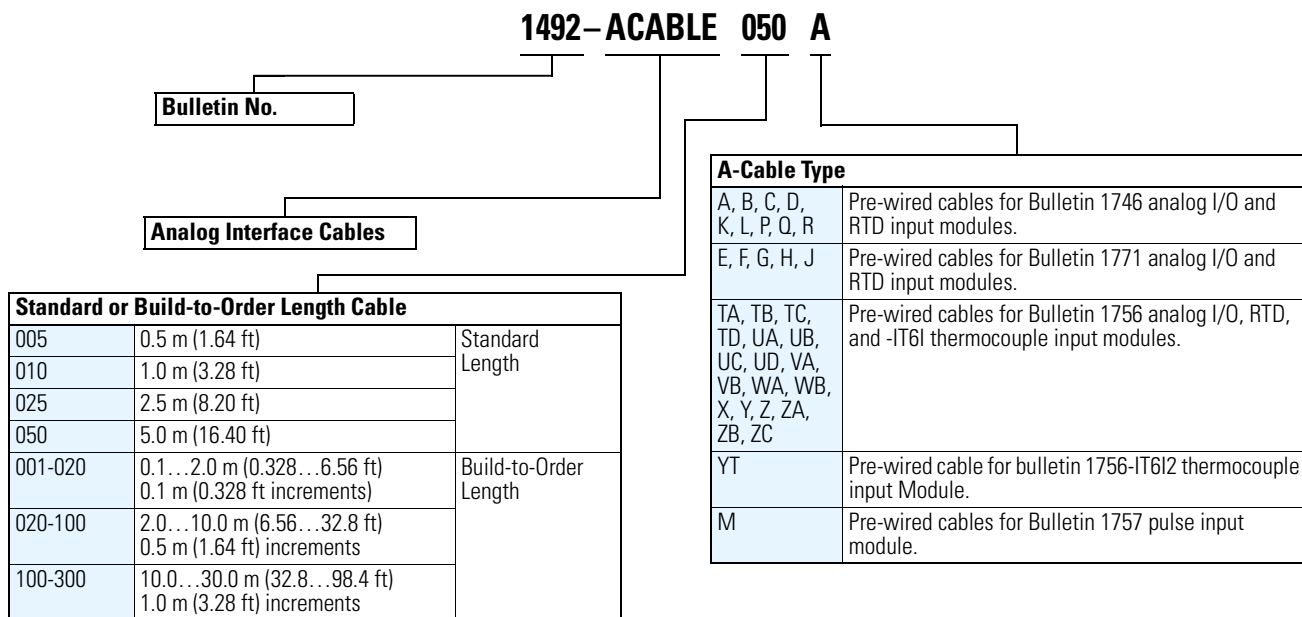 1492–ACABLE 050 A
Bulletin No.
Analog Interface Cables
Standard or Build-to-Order Length Cable
005 0.5 m (1.64 ft) Standard
Length
010 1.0 m (3.28 ft)
025 2.5 m (8.20 ft)
050 5.0 m (16.40 ft)
001-020 0.1…2.0 m (0.328…6.56 ft) Build-to-Order
0.1 m (0.328 ft increments) Length
020-100 2.0…10.0 m (6.56…32.8 ft)
0.5 m (1.64 ft) increments
100-300 10.0…30.0 m (32.8…98.4 ft)
1.0 m (3.28 ft) increments
A-Cable Type
A, B, C, D, Pre-wired cables for Bulletin 1746 analog I/O and
K, L, P, Q, R RTD input modules.
E, F, G, H, J Pre-wired cables for Bulletin 1771 analog I/O and
RTD input modules.
TA, TB, TC, Pre-wired cables for Bulletin 1756 analog I/O, RTD,
TD, UA, UB, and -IT6I thermocouple input modules.
UC, UD, VA,
VB, WA, WB,
X, Y, Z, ZA,
ZB, ZC
YT Pre-wired cable for bulletin 1756-IT6I2 thermocouple
input Module.
M Pre-wired cables for Bulletin 1757 pulse input
module.